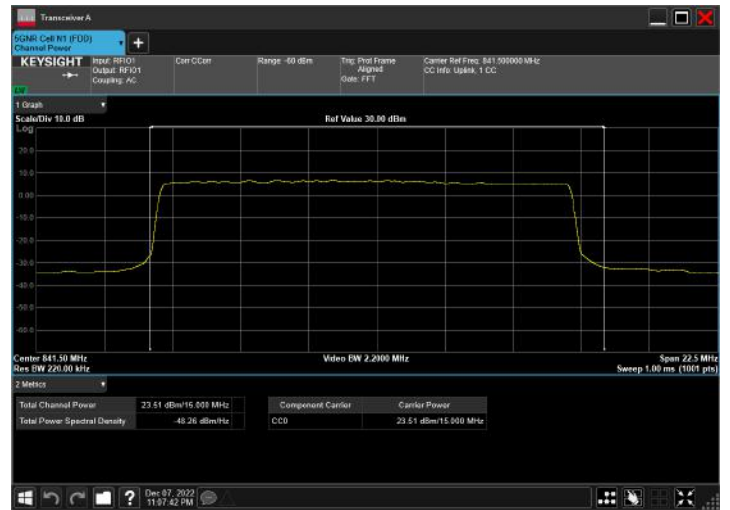 Transceiver A
5GNR Cell N1 (FDD)
Channel Power
KEYSIGHT
Input: RFIO1
Output: RFIO1
Coupling: AC
Corr CCorr
Range -60 dBm
Trig: Prot Frame
Aligned
Gate: FFT
Carrier Ref Freq: 841.500000 MHz
CC Info: Uplink, 1 CC
1 Graph
Scale/Div 10.0 dB
Ref Value 30.00 dBm
Log
20.0
10.0
0.00
-10.0
-20.0
-30.0
-40.0
-50.0
-60.0
Center 841.50 MHz
Video BW 2.2000 MHz
Span 22.5 MHz
Res BW 220.00 kHz
Sweep 1.00 ms (1001 pts)
2 Metrics
Total Channel Power
23.51 dBm/15.000 MHz
Total Power Spectral Density
-48.26 dBm/Hz
Component Carrier
Carrier Power
CC0
23.51 dBm/15.000 MHz
?
Dec 07, 2022
11:07:42 PM